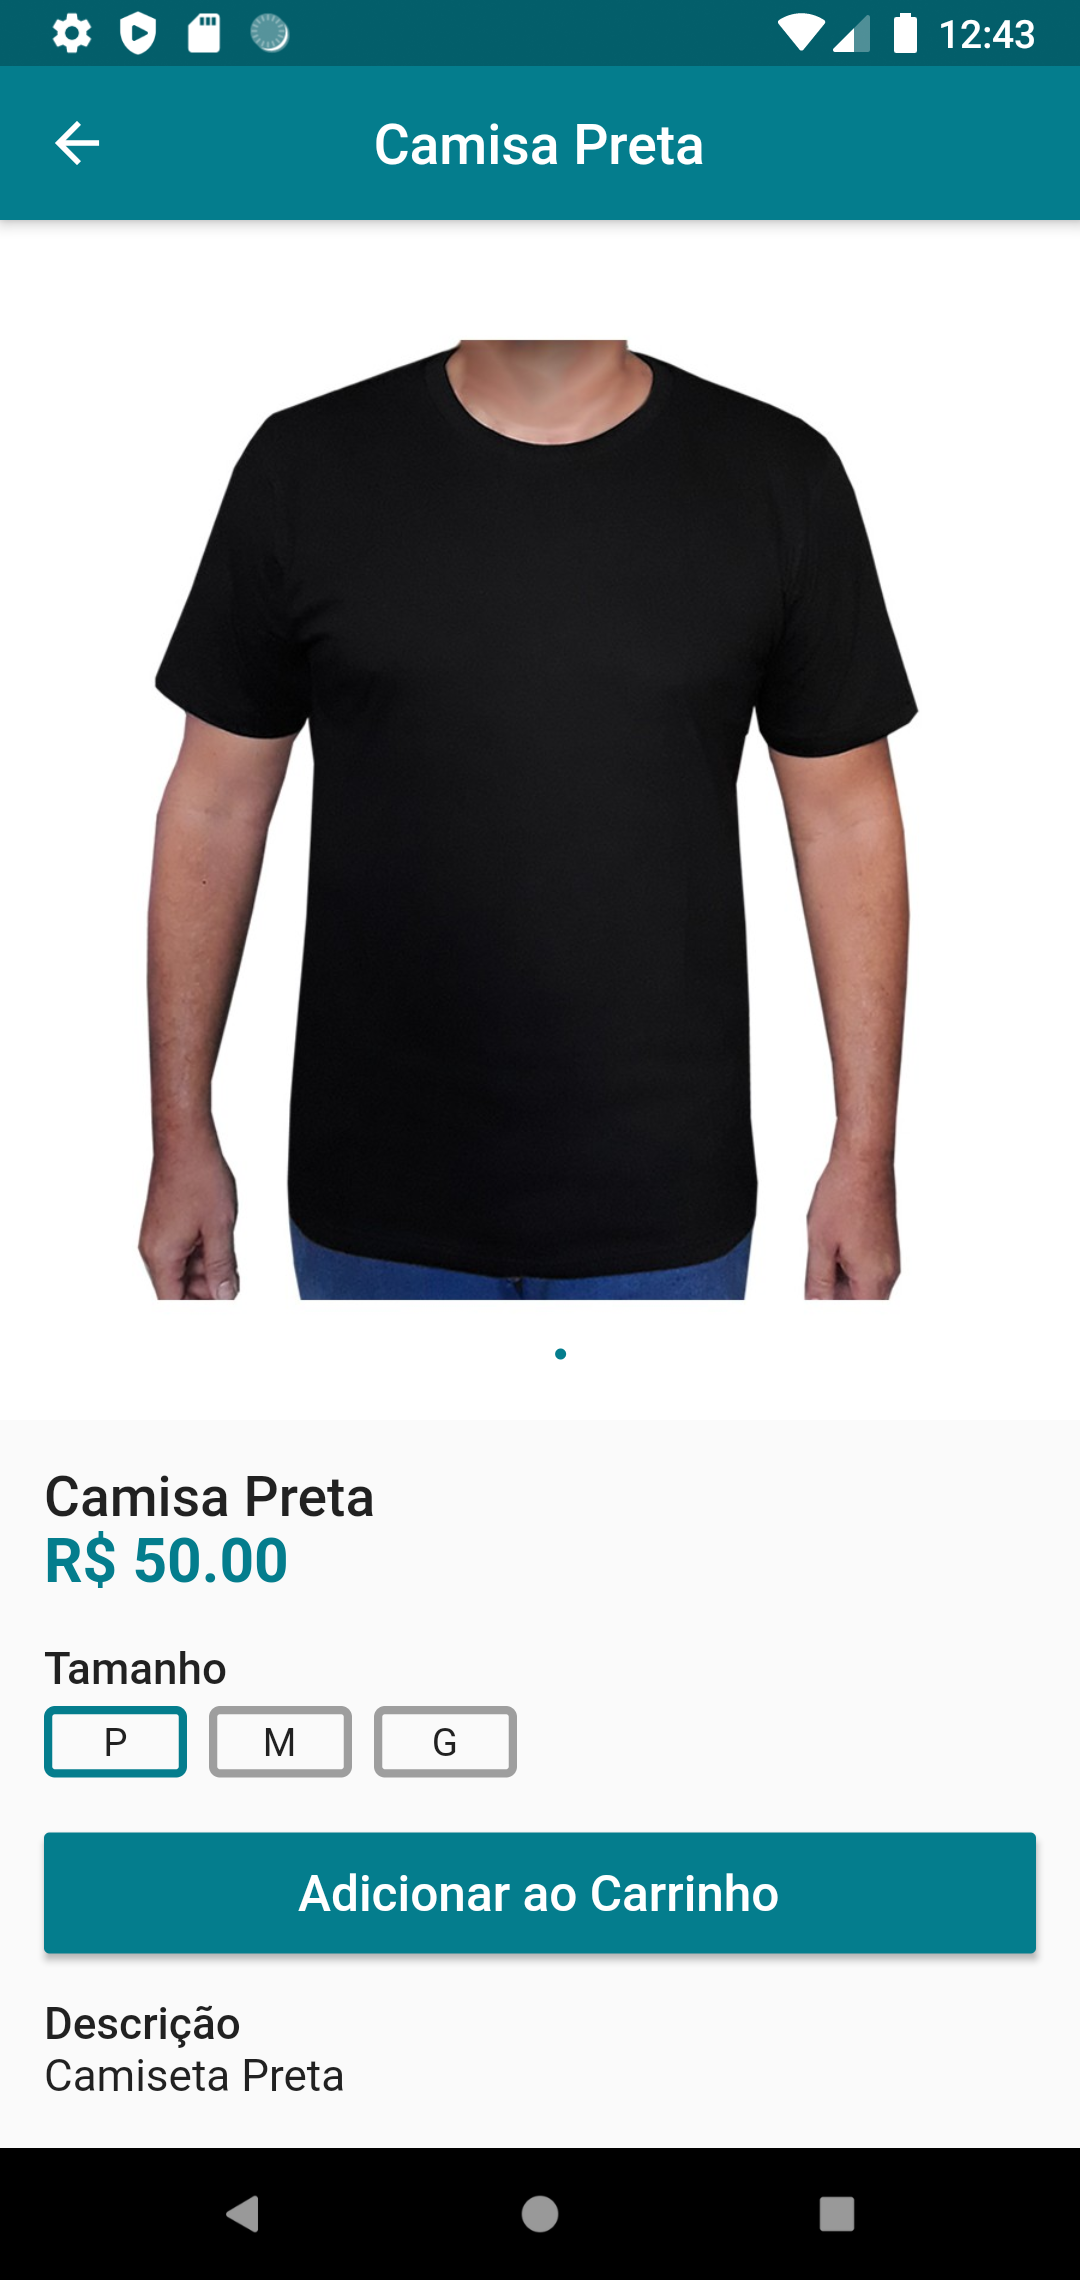 12:43
Camisa Preta
Camisa Preta
R$ 50.00
Tamanho
P M G
Adicionar ao Carrinho
Descrição
Camiseta Preta